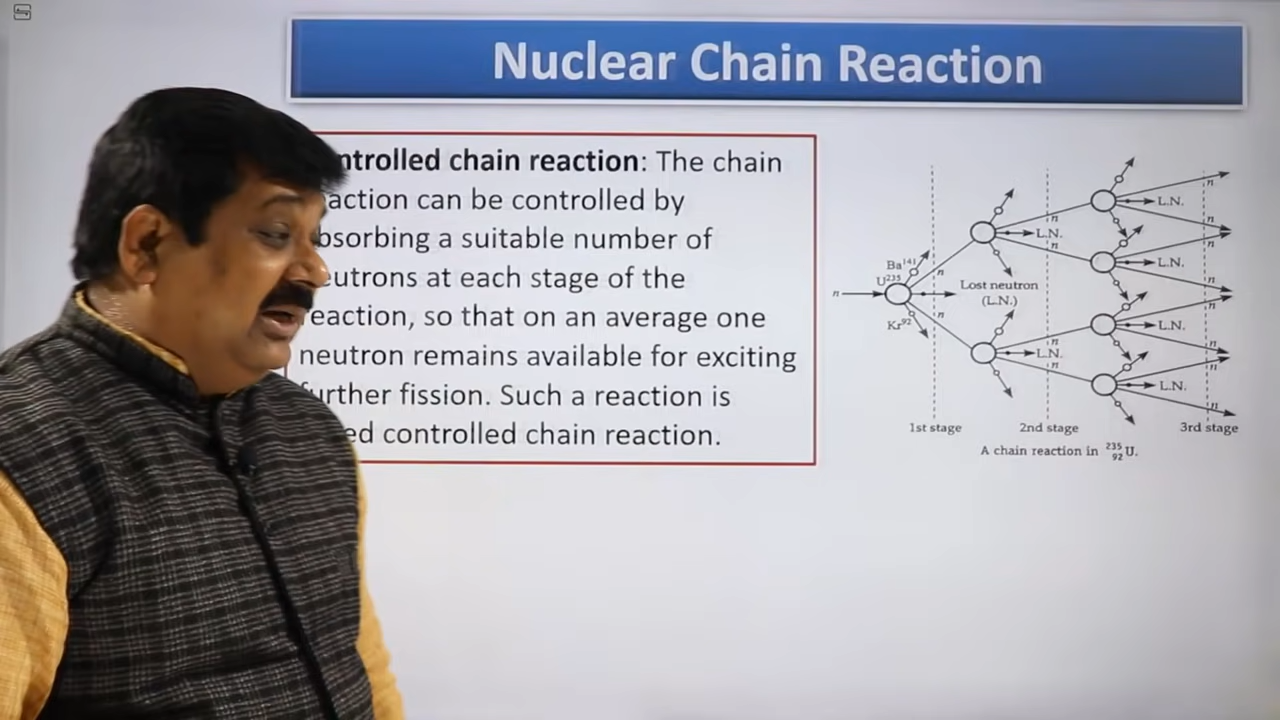 Nuclear Chain Reaction
ntrolled chain reaction: The chain
action can be controlled by
bsorbing a suitable number of
eutrons at each stage of the
reaction, so that on an average one
neutron remains available for exciting
urther fission. Such a reaction is
ed controlled chain reaction.
n
Ba141
U235
Kr92
n
n
Lost neutron
(L.N.)
L.N.
L.N.
n
n
n
n
L.N.
L.N.
L.N.
L.N.
n
n
n
n
n
n
n
n
1st stage
2nd stage
3rd stage
A chain reaction in 235 92 U.